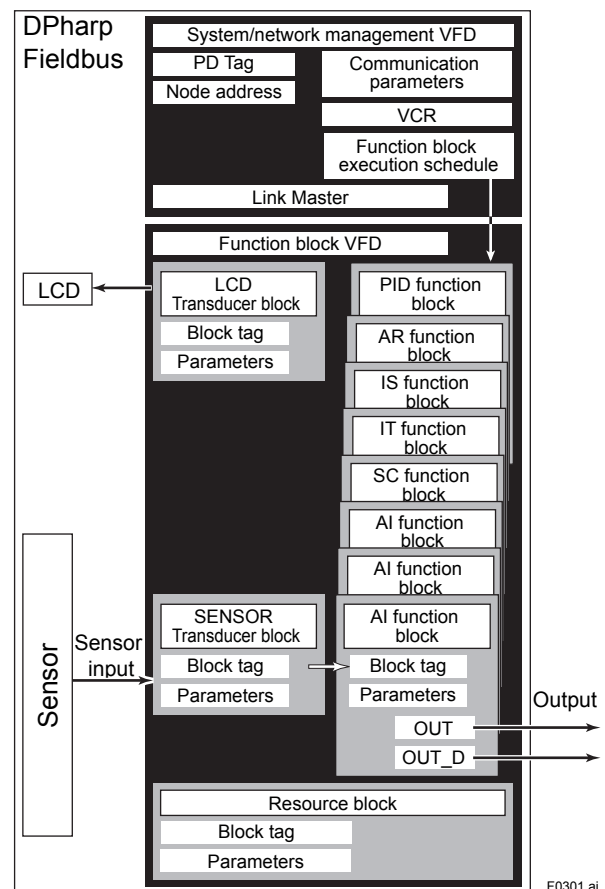 DPharp
Fieldbus
System/network management VFD
PD Tag
Node address
Communication
parameters
VCR
Function block
execution schedule
Link Master
Function block VFD
LCD
LCD
Transducer block
Block tag
Parameters
PID function
block
AR function
block
IS function
block
IT function
block
SC function
block
AI function
block
AI function
block
Sensor
Sensor
input
SENSOR
Transducer block
Block tag
Parameters
AI function
block
Block tag
Parameters
OUT
OUT_D
Output
Resource block
Block tag
Parameters
F0301.ai